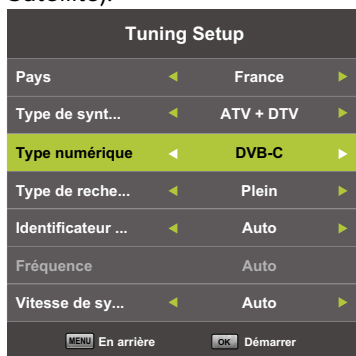 Satellite).
Tuning Setup
Pays France
Type de synt... ATV + DTV
Type numérique DVB-C
Type de reche... Plein
Identificateur ... Auto
Fréquence Auto
Vitesse de sy... Auto
MENU En arrière OK Démarrer